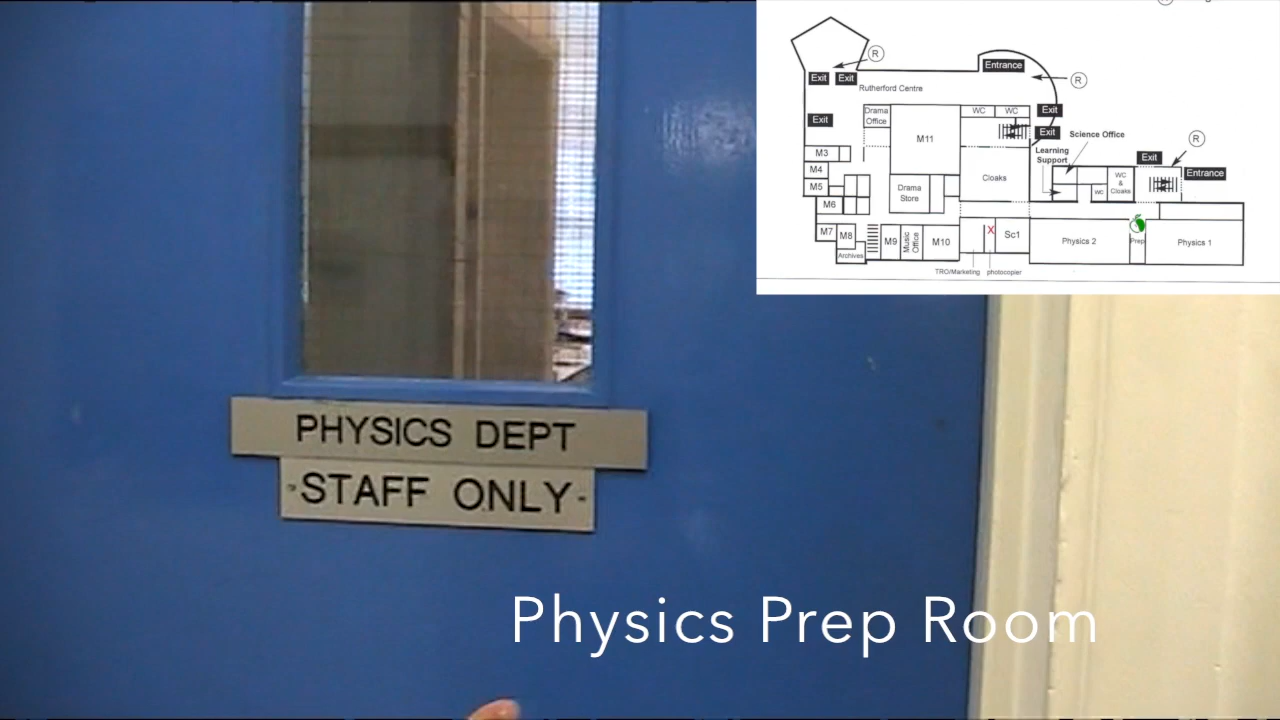 R
Entrance
R
Exit
Exit
Rutherford Centre
Exit
Drama
Office
WC
WC
Exit
M11
Exit
Science Office
R
M3
Learning
Support
Exit
M4
Cloaks
WC
&
Cloaks
Entrance
M5
Drama
Store
WC
M6
M7
M8
M9
Music
Office
M10
X
Sc1
Physics 2
Prep
Physics 1
Archives
TRO/Marketing
photocopier
PHYSICS DEPT
STAFF ONLY
Physics Prep Room